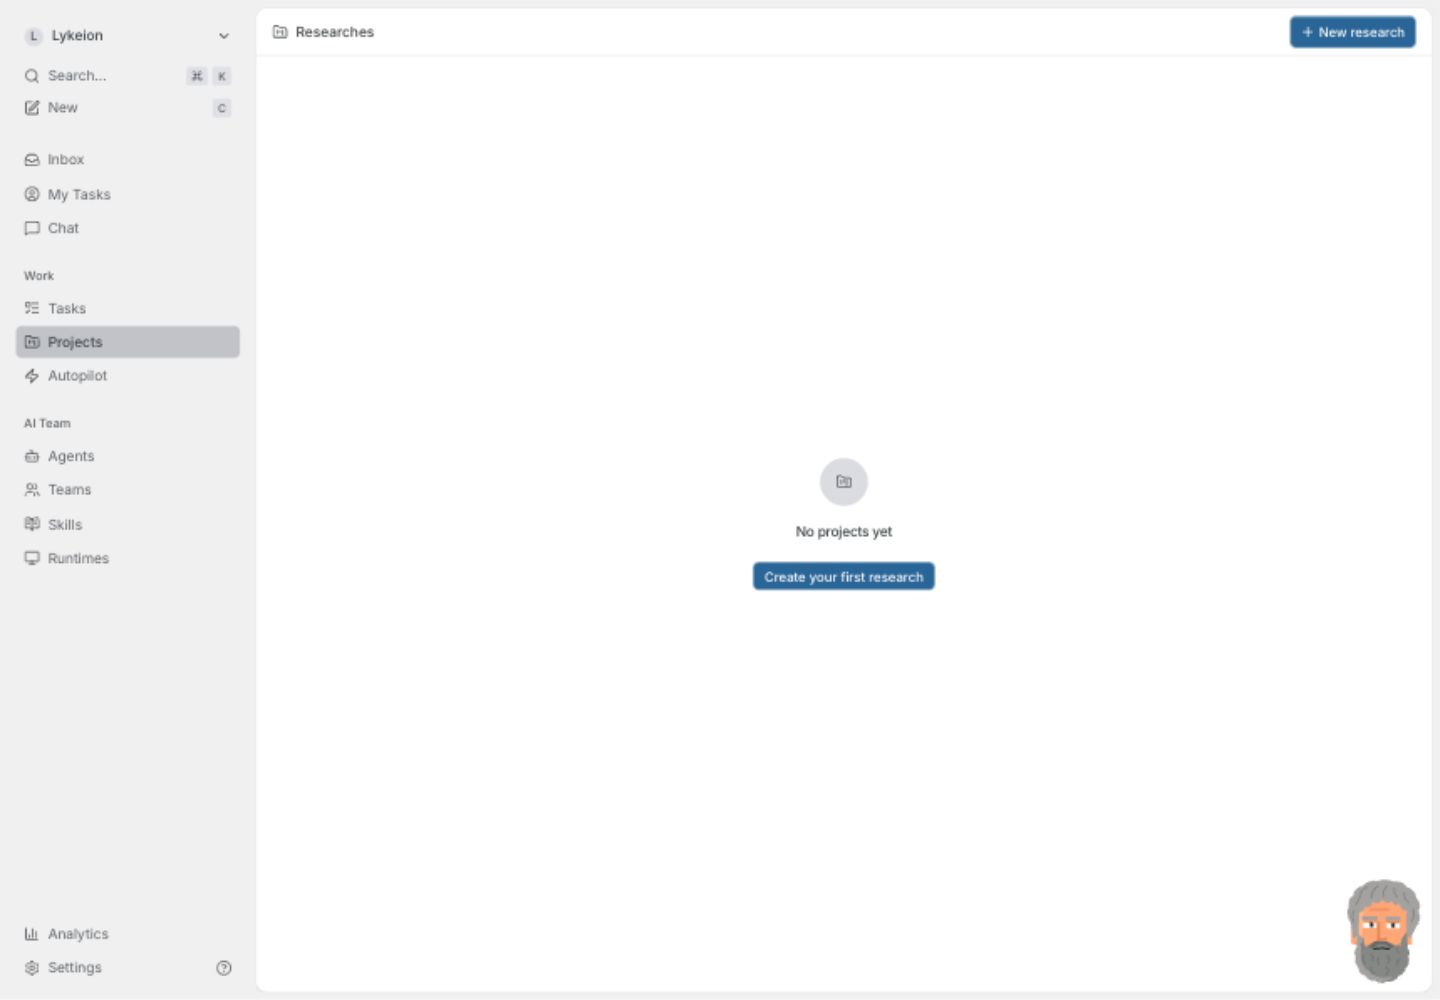 L Lykeion
Search... ⌘ K
New C
Inbox
My Tasks
Chat
Work
Tasks
Projects
Autopilot
AI Team
Agents
Teams
Skills
Runtimes
Analytics
Settings
Researches
+ New research
No projects yet
Create your first research